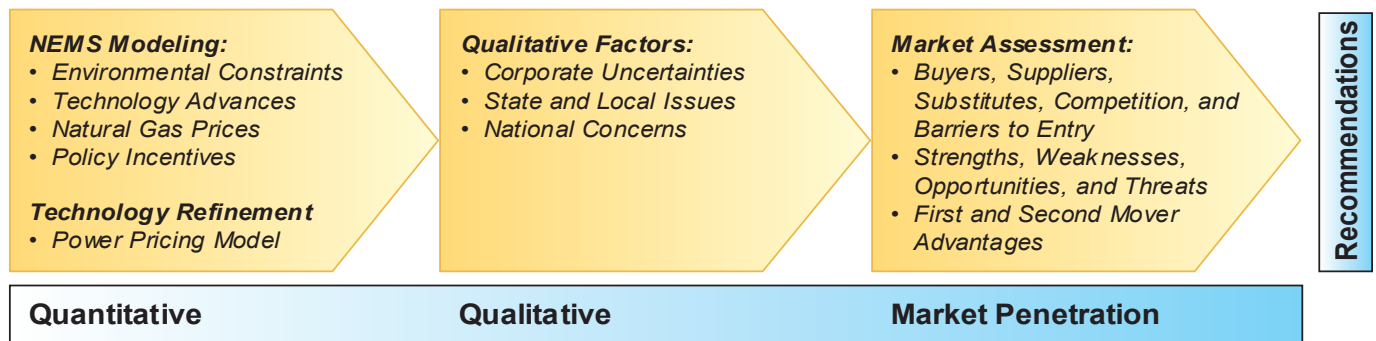 NEMS Modeling:
• Environmental Constraints
• Technology Advances
• Natural Gas Prices
• Policy Incentives
Technology Refinement
• Power Pricing Model
Qualitative Factors:
• Corporate Uncertainties
• State and Local Issues
• National Concerns
Market Assessment:
• Buyers, Suppliers,
Substitutes, Competition, and
Barriers to Entry
• Strengths, Weaknesses,
Opportunities, and Threats
• First and Second Mover
Advantages
Recommendations
Quantitative
Qualitative
Market Penetration